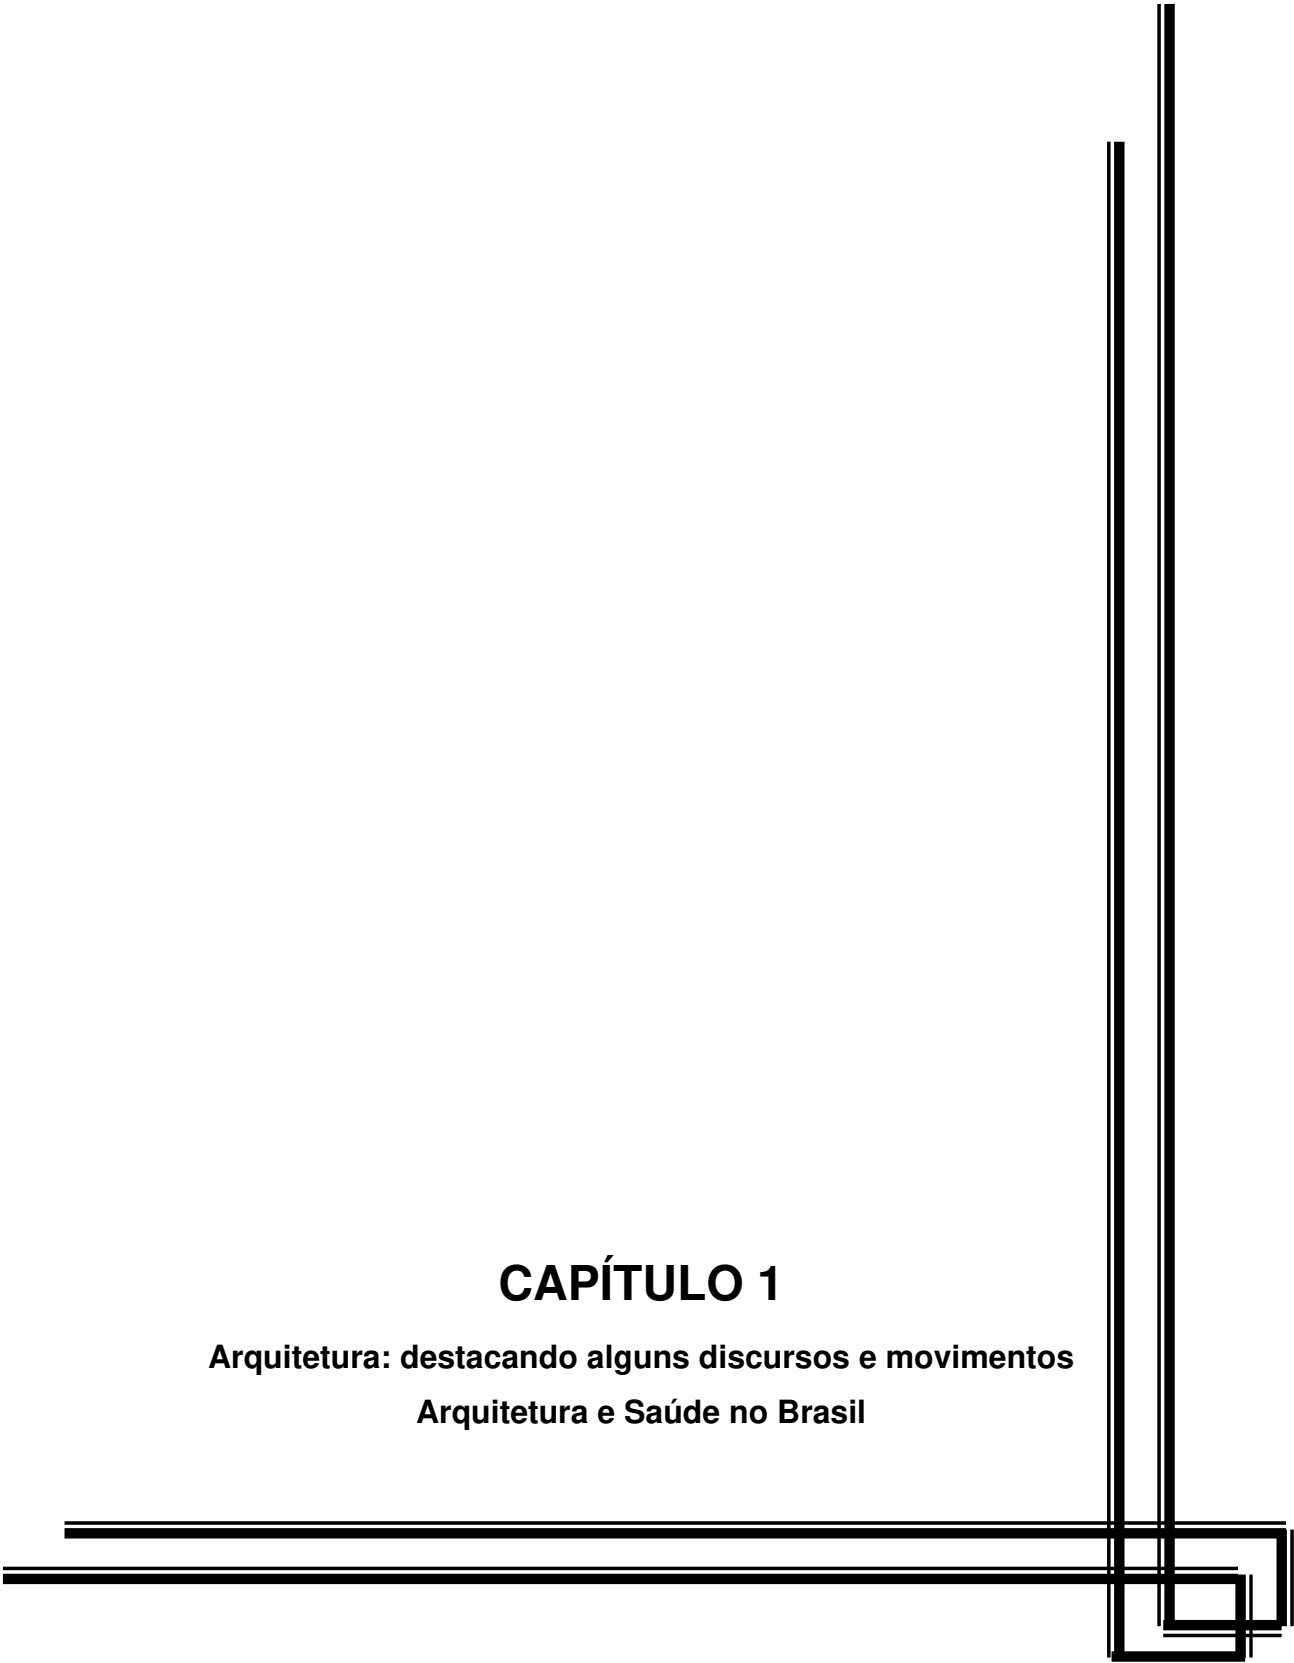 CAPÍTULO 1
Arquitetura: destacando alguns discursos e movimentos
Arquitetura e Saúde no Brasil